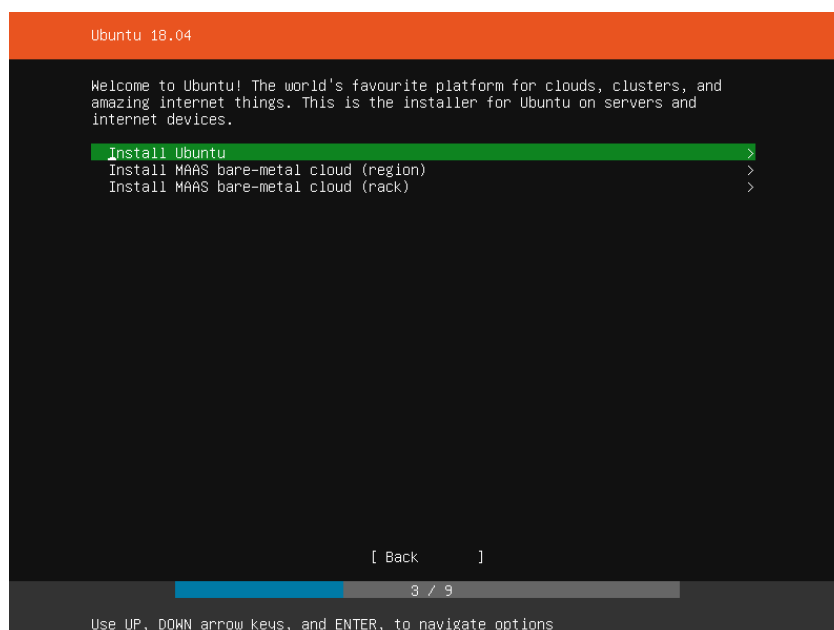 Ubuntu 18.04
Welcome to Ubuntu! The world's favourite platform for clouds, clusters, and
amazing internet things. This is the installer for Ubuntu on servers and
internet devices.
Install Ubuntu >
Install MAAS bare-metal cloud (region) >
Install MAAS bare-metal cloud (rack) >
[ Back ]
3 / 9
Use UP, DOWN arrow keys, and ENTER, to navigate options